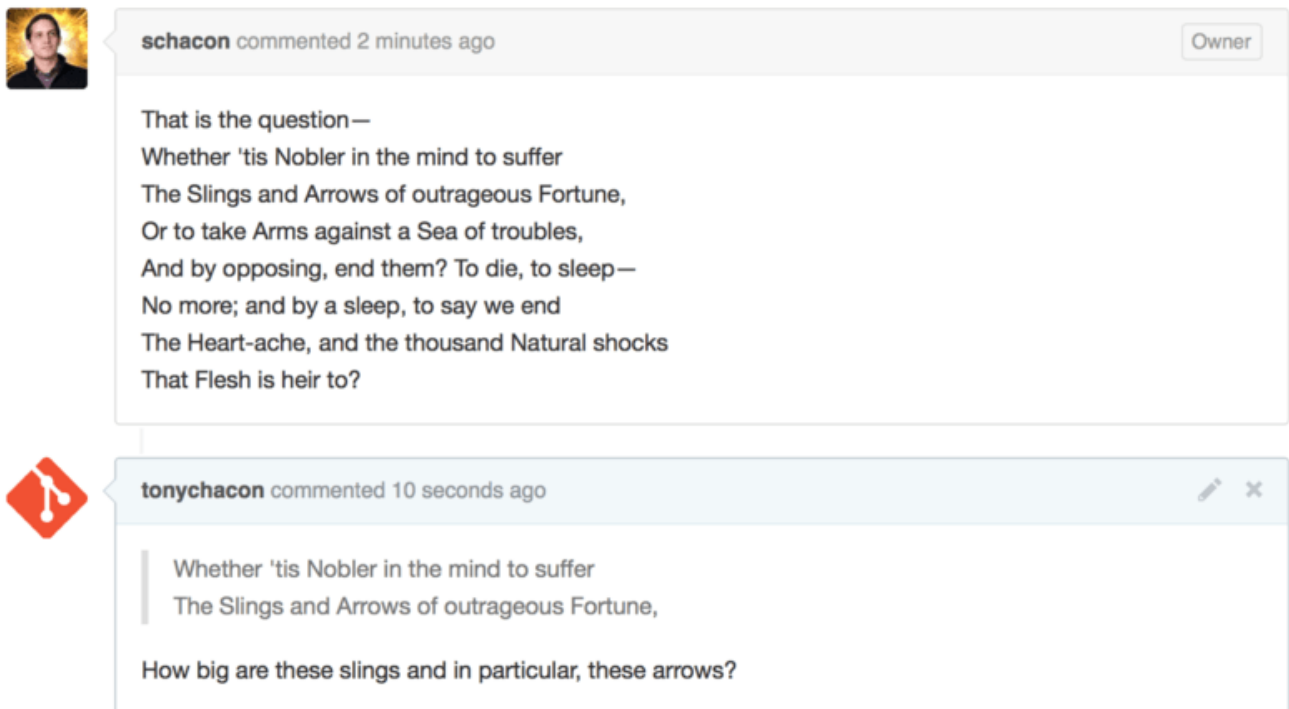 schacon commented 2 minutes ago
Owner
That is the question—
Whether 'tis Nobler in the mind to suffer
The Slings and Arrows of outrageous Fortune,
Or to take Arms against a Sea of troubles,
And by opposing, end them? To die, to sleep—
No more; and by a sleep, to say we end
The Heart-ache, and the thousand Natural shocks
That Flesh is heir to?
tonychacon commented 10 seconds ago
Whether 'tis Nobler in the mind to suffer
The Slings and Arrows of outrageous Fortune,
How big are these slings and in particular, these arrows?